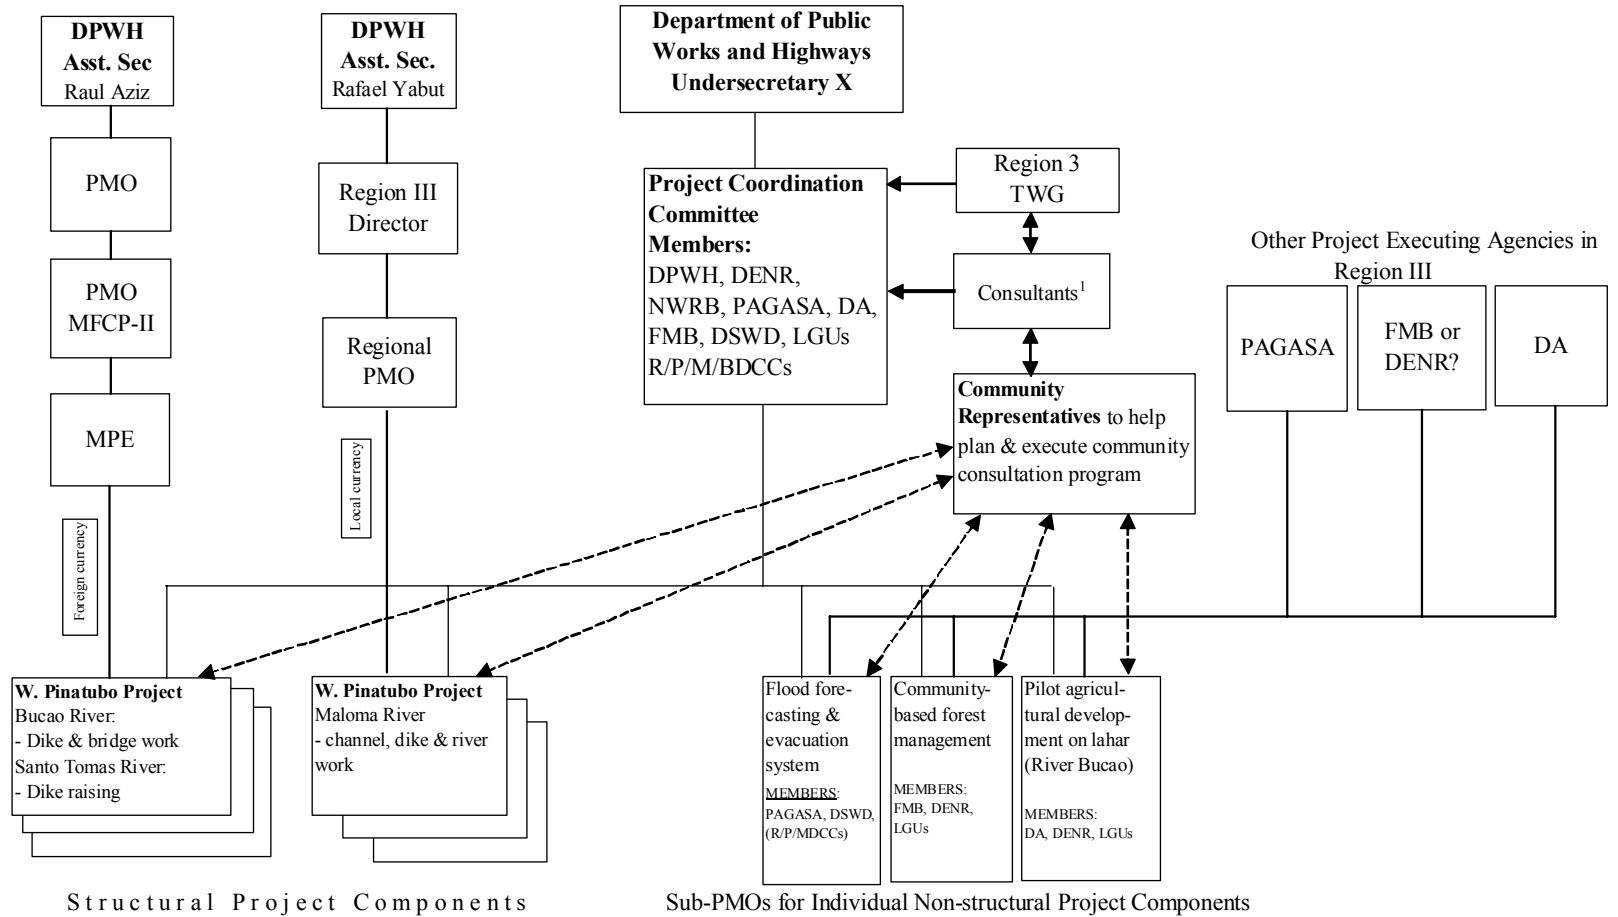 DPWH
Asst. Sec
Raul Aziz
PMO
PMO
MFCP-II
MPE
Foreign currency
DPWH
Asst. Sec.
Rafael Yabut
Region III
Director
Regional
PMO
Local currency
Department of Public
Works and Highways
Undersecretary X
Project Coordination
Committee
Members:
DPWH, DENR,
NWRB, PAGASA, DA,
FMB, DSWD, LGUs
R/P/M/BDCCs
Region 3
TWG
Consultants¹
Community
Representatives to help
plan & execute community
consultation program
Other Project Executing Agencies in
Region III
PAGASA
FMB or
DENR?
DA
W. Pinatubo Project
Bucao River:
- Dike & bridge work
Santo Tomas River:
- Dike raising
W. Pinatubo Project
Maloma River
- channel, dike & river
work
Flood fore-
casting &
evacuation
system
MEMBERS:
PAGASA, DSWD,
(R/P/MDCCs)
Community-
based forest
management
MEMBERS:
FMB, DENR,
LGUs
Pilot agricul-
tural develop-
ment on lahar
(River Bucao)
MEMBERS:
DA, DENR, LGUs
Structural Project Components
Sub-PMOs for Individual Non-structural Project Components